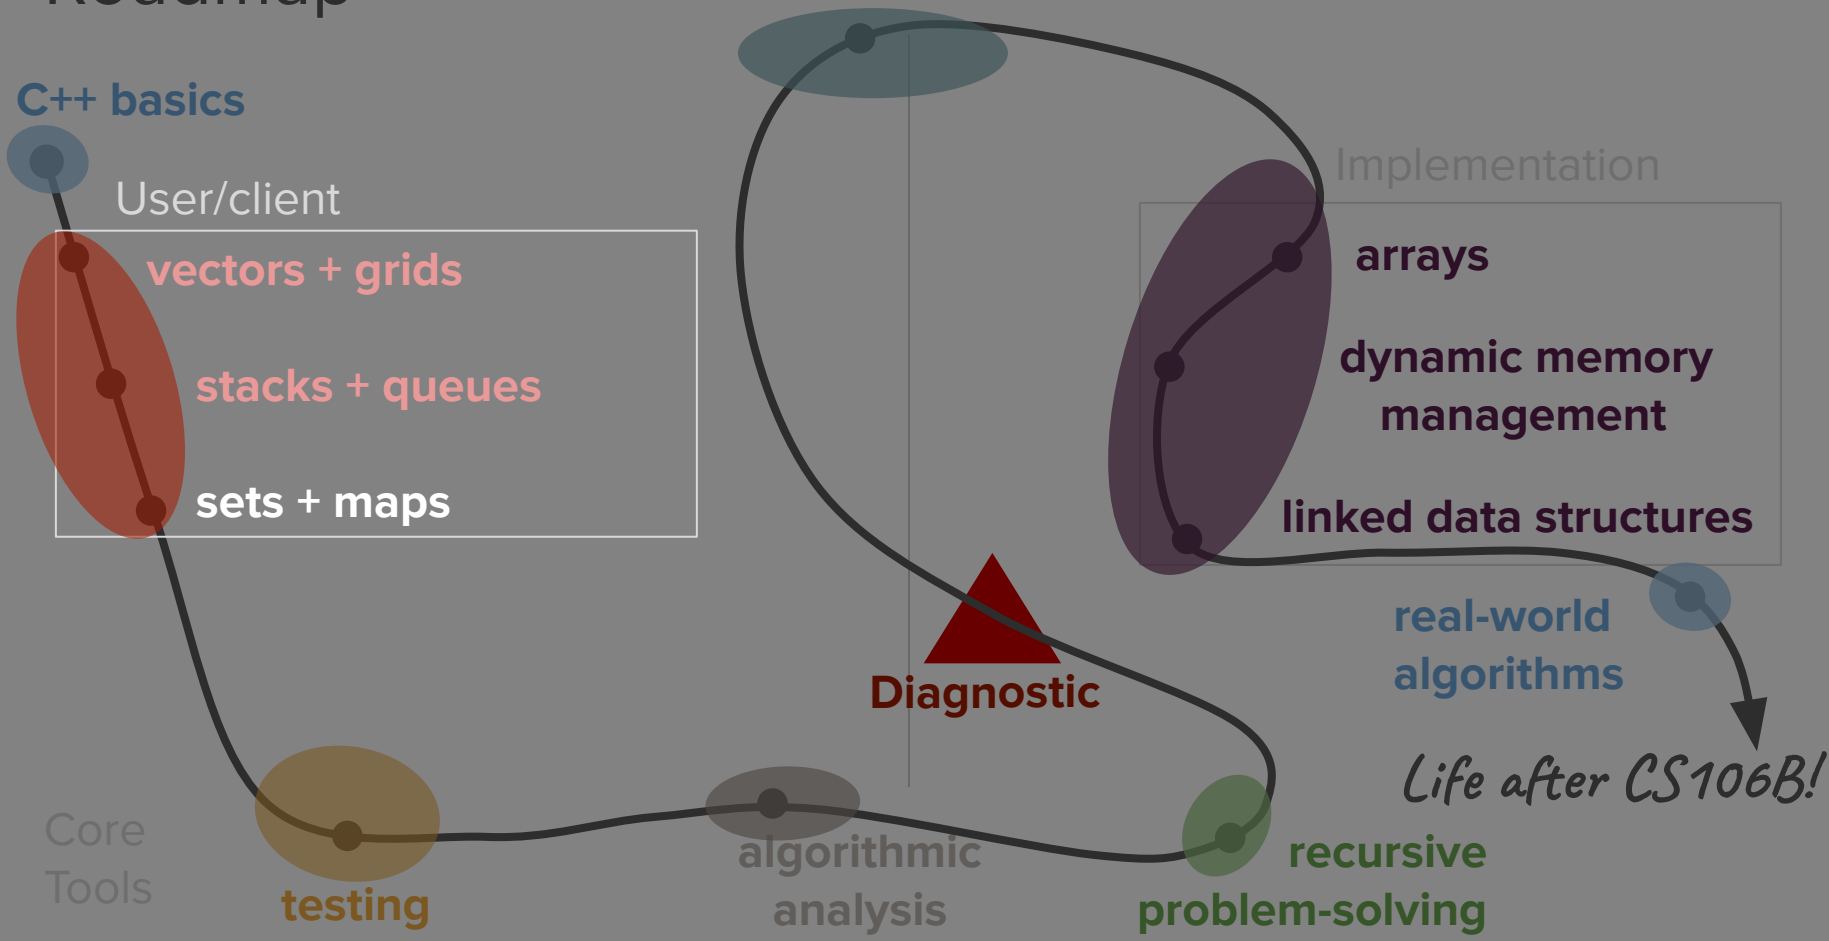 Roadmap
C++ basics
User/client
vectors + grids
stacks + queues
sets + maps
Implementation
arrays
dynamic memory
management
linked data structures
real-world
algorithms
Diagnostic
Life after CS106B!
Core
Tools
testing
algorithmic
analysis
recursive
problem-solving